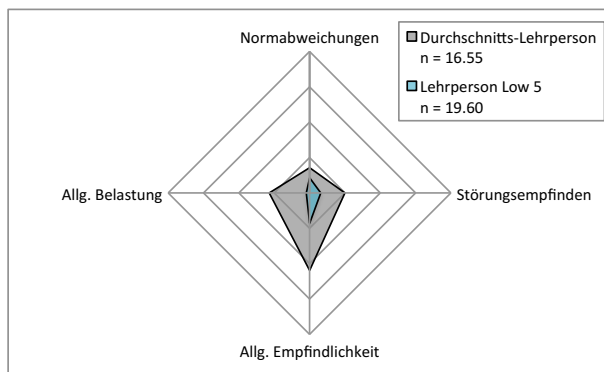 Normabweichungen
Durchschnitts-Lehrperson
n = 16.55
Lehrperson Low 5
n = 19.60
Allg. Belastung
Störungsempfinden
Allg. Empfindlichkeit